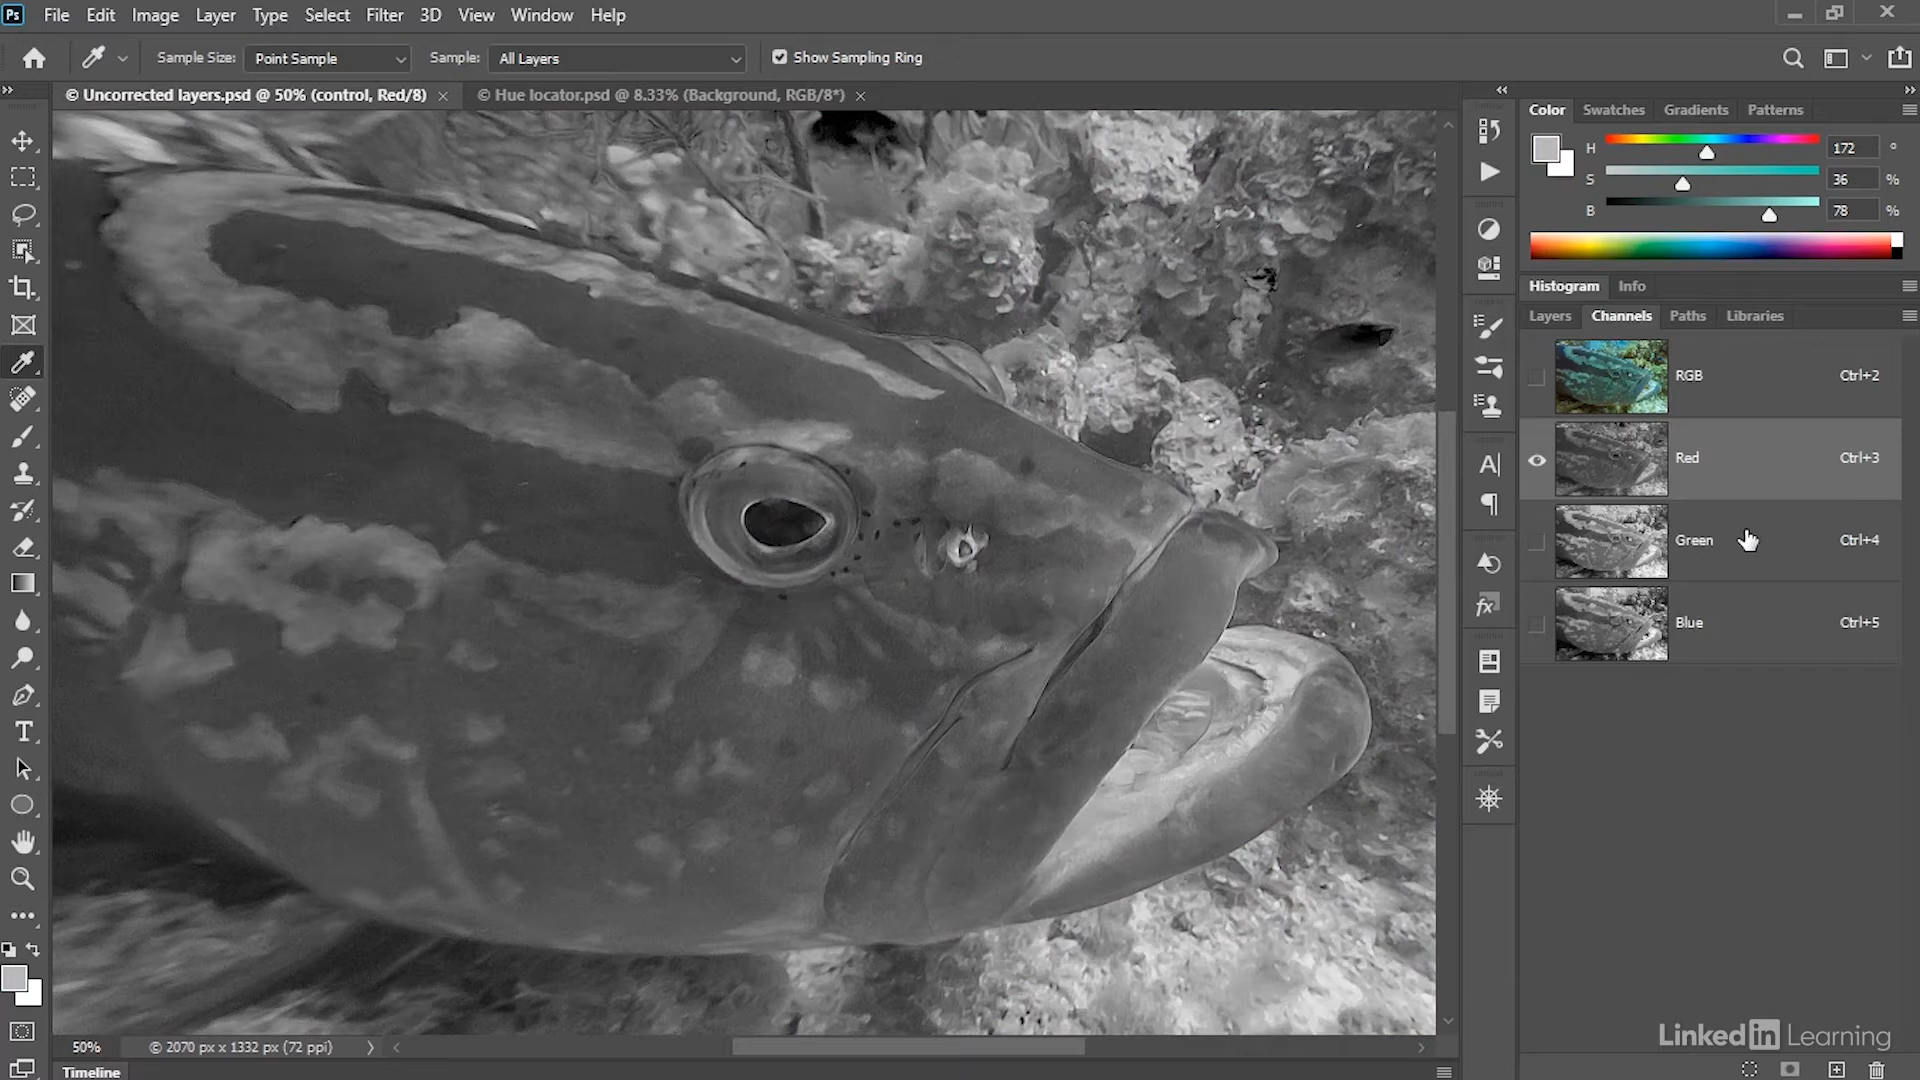 Ps File Edit Image Layer Type Select Filter 3D View Window Help
Sample Size: Point Sample Sample: All Layers Show Sampling Ring
© Uncorrected layers.psd @ 50% (control, Red/8) © Hue locator.psd @ 8.33% (Background, RGB/8*)
Color Swatches Gradients Patterns
H 172 °
S 36 %
B 78 %
Histogram Info
Layers Channels Paths Libraries
RGB Ctrl+2
Red Ctrl+3
Green Ctrl+4
Blue Ctrl+5
50% © 2070 px x 1332 px (72 ppi)
Timeline
LinkedIn Learning